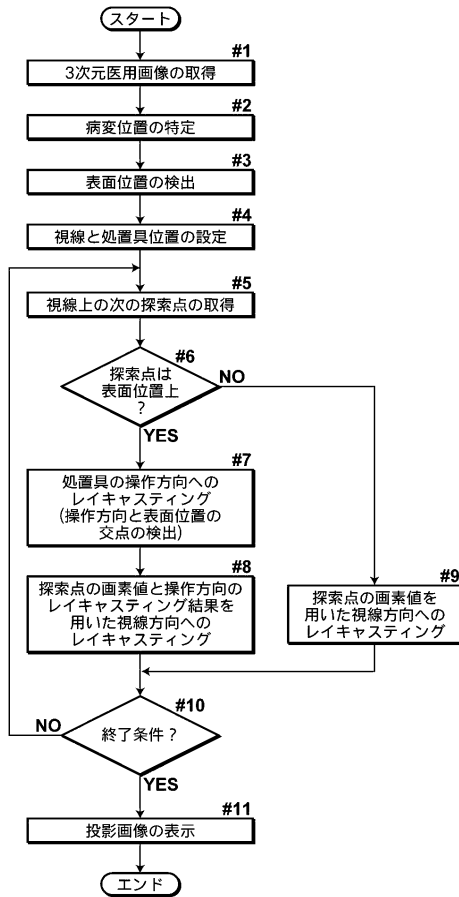 スタート
#1
3次元医用画像の取得
#2
病変位置の特定
#3
表面位置の検出
#4
視線と処置具位置の設定
#5
視線上の次の探索点の取得
#6
探索点は
表面位置上
?
NO
YES
#7
処置具の操作方向への
レイキャスティング
(操作方向と表面位置の
交点の検出)
#8
探索点の画素値と操作方向の
レイキャスティング結果を
用いた視線方向への
レイキャスティング
#9
探索点の画素値を
用いた視線方向への
レイキャスティング
#10
終了条件?
NO
YES
#11
投影画像の表示
エンド